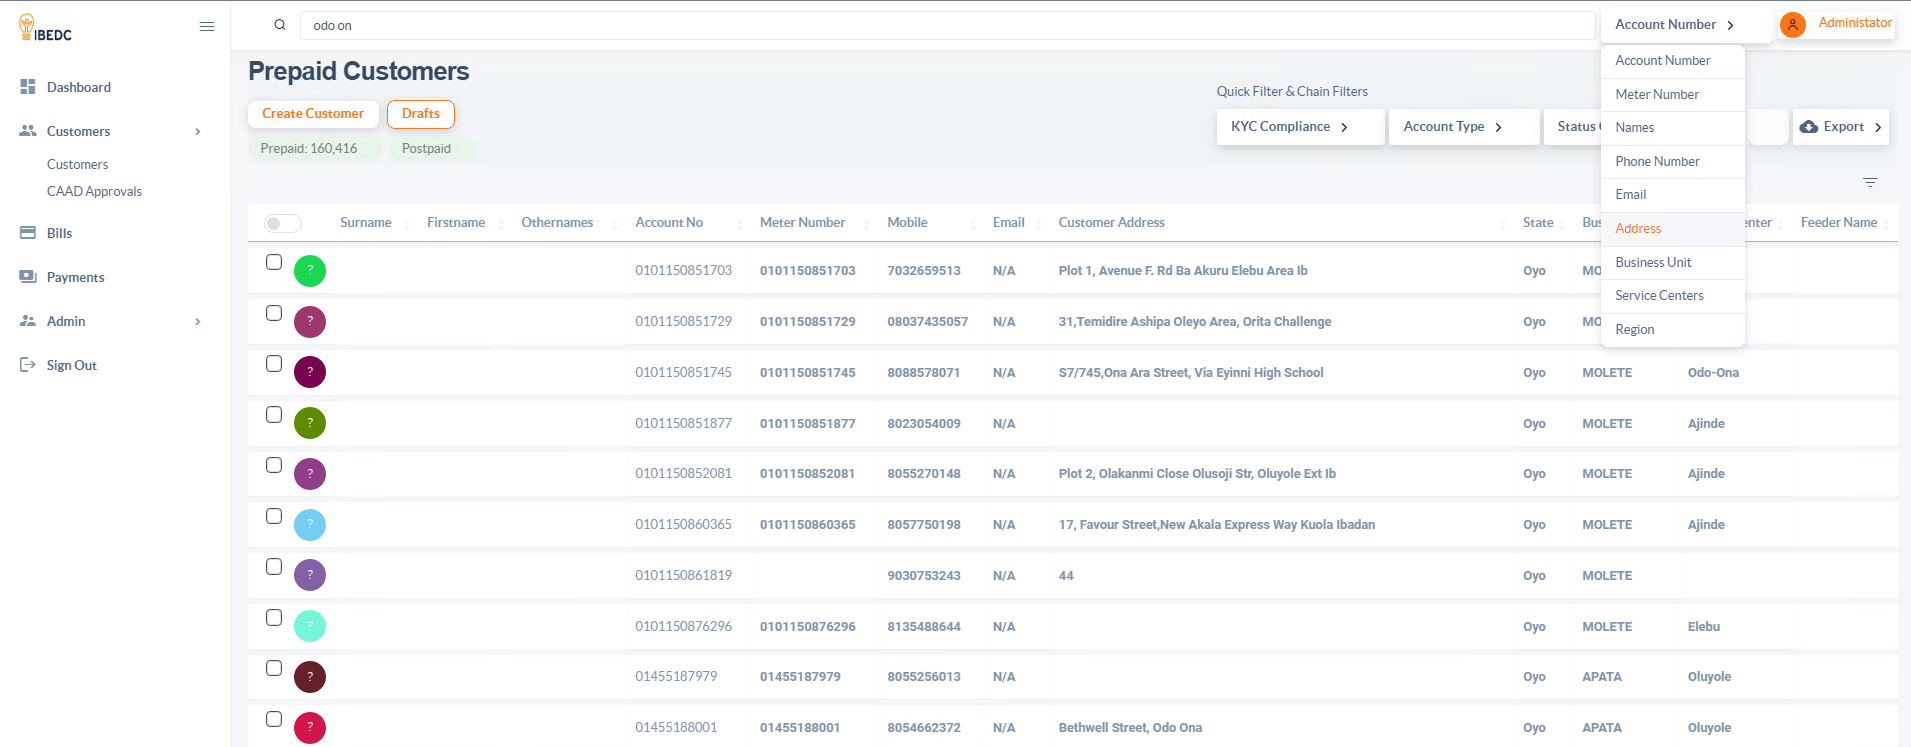 IBEDC
odo on
Account Number
Administator
Account Number
Meter Number
Names
Phone Number
Email
Address
Business Unit
Service Centers
Region
Dashboard
Customers
Customers
CAAD Approvals
Bills
Payments
Admin
Sign Out
Prepaid Customers
Create Customer Drafts
Prepaid: 160,416 Postpaid
Quick Filter & Chain Filters
KYC Compliance Account Type Status Export
Surname Firstname Othernames Account No Meter Number Mobile Email Customer Address State Feeder Name
? 0101150851703 0101150851703 7032659513 N/A Plot 1, Avenue F. Rd Ba Akuru Elebu Area Ib Oyo MO
? 0101150851729 0101150851729 08037435057 N/A 31,Temidire Ashipa Oleyo Area, Orita Challenge Oyo MO
? 0101150851745 0101150851745 8088578071 N/A S7/745,Ona Ara Street, Via Eyinni High School Oyo MOLETE Odo-Ona
? 0101150851877 0101150851877 8023054009 N/A Oyo MOLETE Ajinde
? 0101150852081 0101150852081 8055270148 N/A Plot 2, Olakanmi Close Olusoji Str, Oluyole Ext Ib Oyo MOLETE Ajinde
? 0101150860365 0101150860365 8057750198 N/A 17, Favour Street,New Akala Express Way Kuola Ibadan Oyo MOLETE Ajinde
? 0101150861819 9030753243 N/A 44 Oyo MOLETE
? 0101150876296 0101150876296 8135488644 N/A Oyo MOLETE Elebu
? 01455187979 01455187979 8055256013 N/A Oyo APATA Oluyole
? 01455188001 01455188001 8054662372 N/A Bethwell Street, Odo Ona Oyo APATA Oluyole